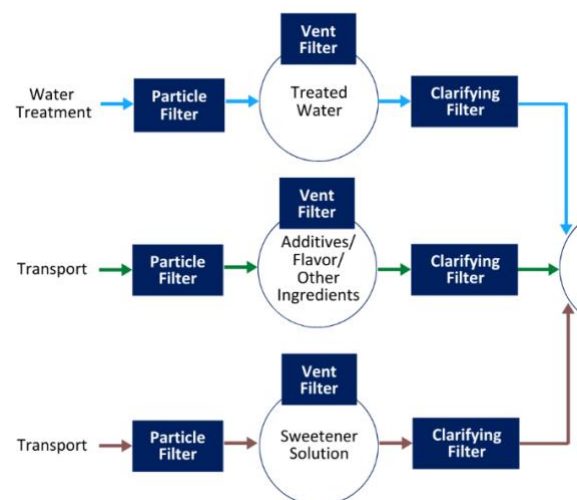 Vent
Filter
Water
Treatment
Particle
Filter
Treated
Water
Clarifying
Filter
Vent
Filter
Transport
Particle
Filter
Additives/
Flavor/
Other
Ingredients
Clarifying
Filter
Vent
Filter
Transport
Particle
Filter
Sweetener
Solution
Clarifying
Filter